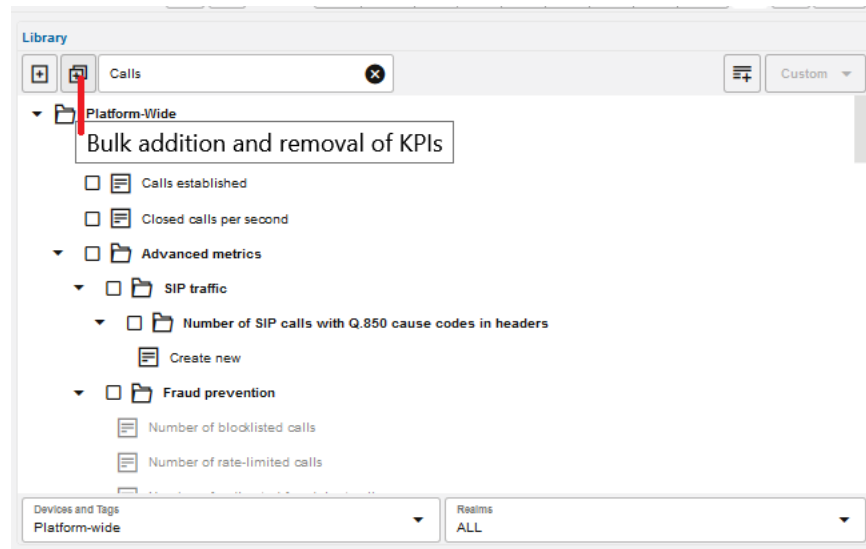 Library
Calls
Custom
Platform-Wide
Bulk addition and removal of KPIs
Calls established
Closed calls per second
Advanced metrics
SIP traffic
Number of SIP calls with Q.850 cause codes in headers
Create new
Fraud prevention
Number of blocklisted calls
Number of rate-limited calls
Devices and Tags
Platform-wide
Realms
ALL